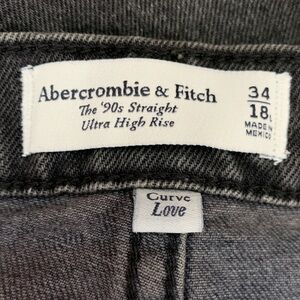 Abercrombie & Fitch
The '90s Straight
Ultra High Rise
34
18L
MADE IN
MEXICO
Curve
Love